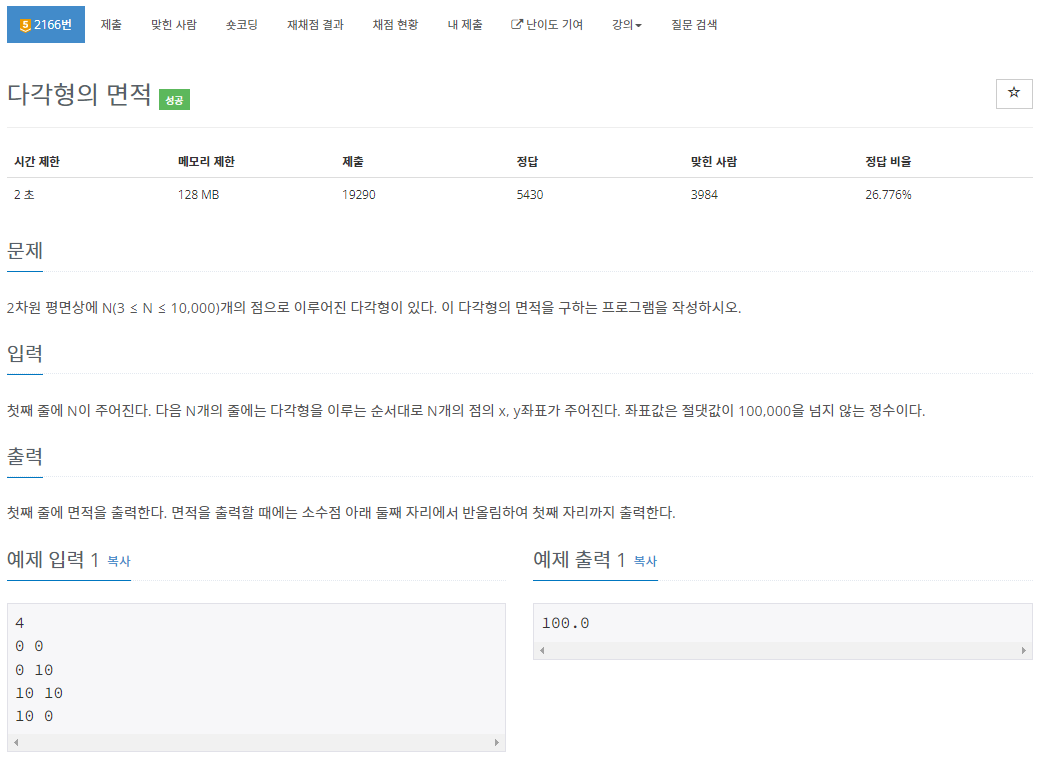 5 2166번 제출 맞힌 사람 숏코딩 재채점 결과 채점 현황 내 제출 난이도 기여 강의 질문 검색
다각형의 면적 성공
시간 제한 메모리 제한 제출 정답 맞힌 사람 정답 비율
2 초 128 MB 19290 5430 3984 26.776%
문제
2차원 평면상에 N(3 ≤ N ≤ 10,000)개의 점으로 이루어진 다각형이 있다. 이 다각형의 면적을 구하는 프로그램을 작성하시오.
입력
첫째 줄에 N이 주어진다. 다음 N개의 줄에는 다각형을 이루는 순서대로 N개의 점의 x, y좌표가 주어진다. 좌표값은 절댓값이 100,000을 넘지 않는 정수이다.
출력
첫째 줄에 면적을 출력한다. 면적을 출력할 때에는 소수점 아래 둘째 자리에서 반올림하여 첫째 자리까지 출력한다.
예제 입력 1 복사
4
0 0
0 10
10 10
10 0
예제 출력 1 복사
100.0